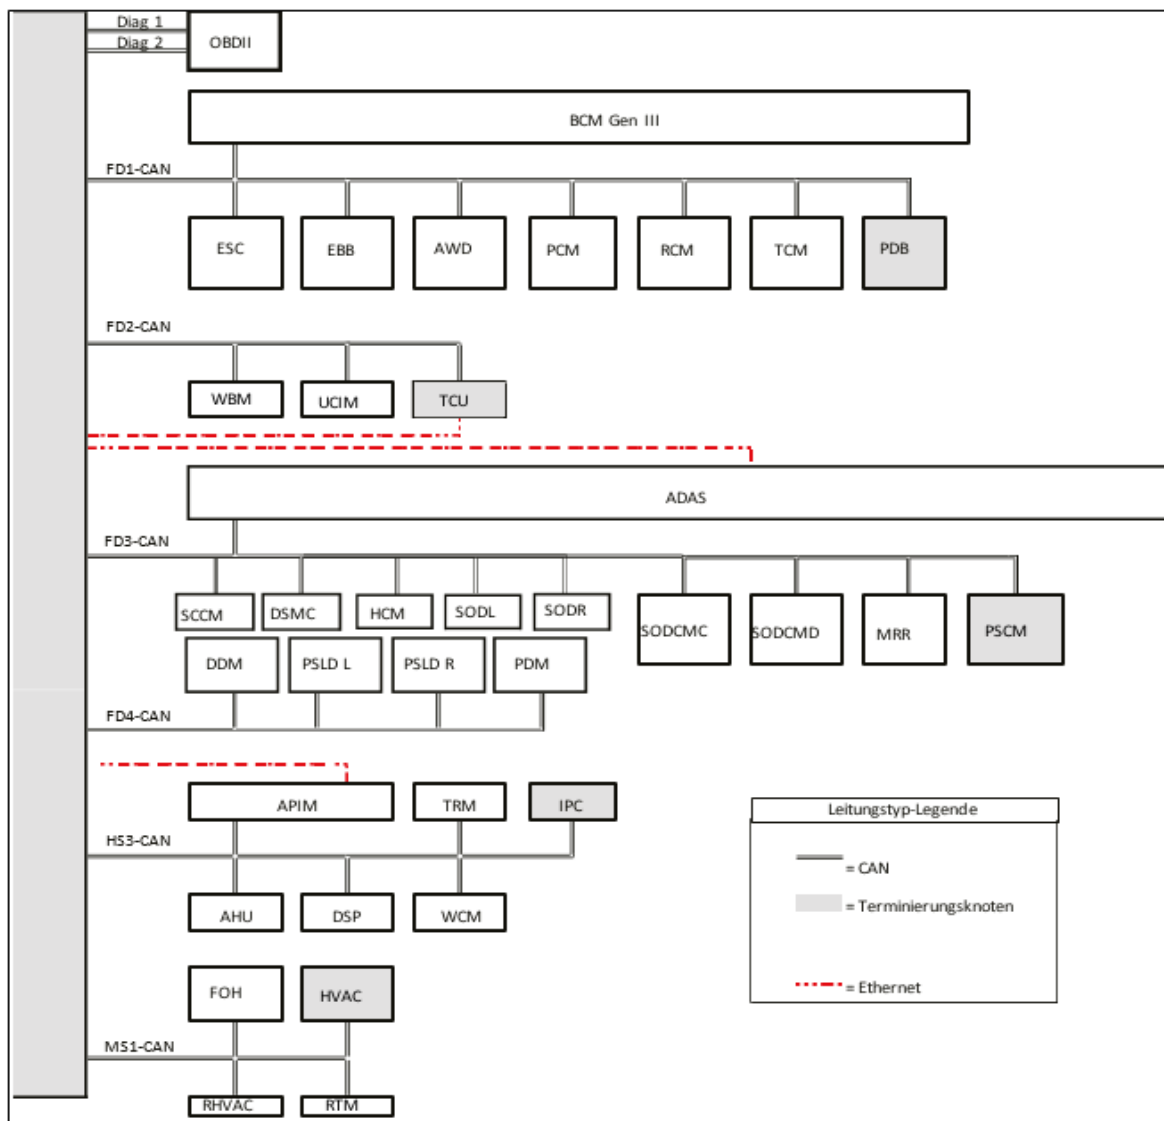 Diag 1
Diag 2
OBDII
BCM Gen III
FD1-CAN
ESC
EBB
AWD
PCM
RCM
TCM
PDB
FD2-CAN
WBM
UCIM
TCU
ADAS
FD3-CAN
SCCM
DSMC
HCM
SODL
SODR
SODCMC
SODCMD
MRR
PSCM
DDM
PSLD L
PSLD R
PDM
FD4-CAN
APIM
TRM
IPC
HS3-CAN
AHU
DSP
WCM
FOH
HVAC
MS1-CAN
RHVAC
RTM
Leitungstyp-Legende
= CAN
= Terminierungsknoten
= Ethernet